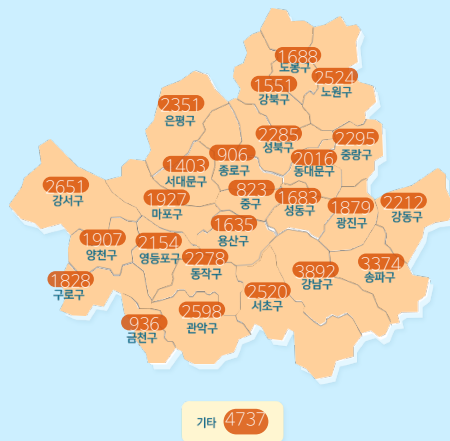 1688
노봉구
2524
노원구
1551
강북구
2351
은평구
2285
성북구
2295
중랑구
906
종로구
2016
동대문구
1403
서대문구
2651
강서구
823
중구
1927
마포구
1683
성동구
1879
광진구
2212
강동구
1635
용산구
1907
양천구
2154
영등포구
2278
동작구
3374
송파구
3892
강남구
1828
구로구
2520
서초구
2598
관악구
936
금천구
기타 4737